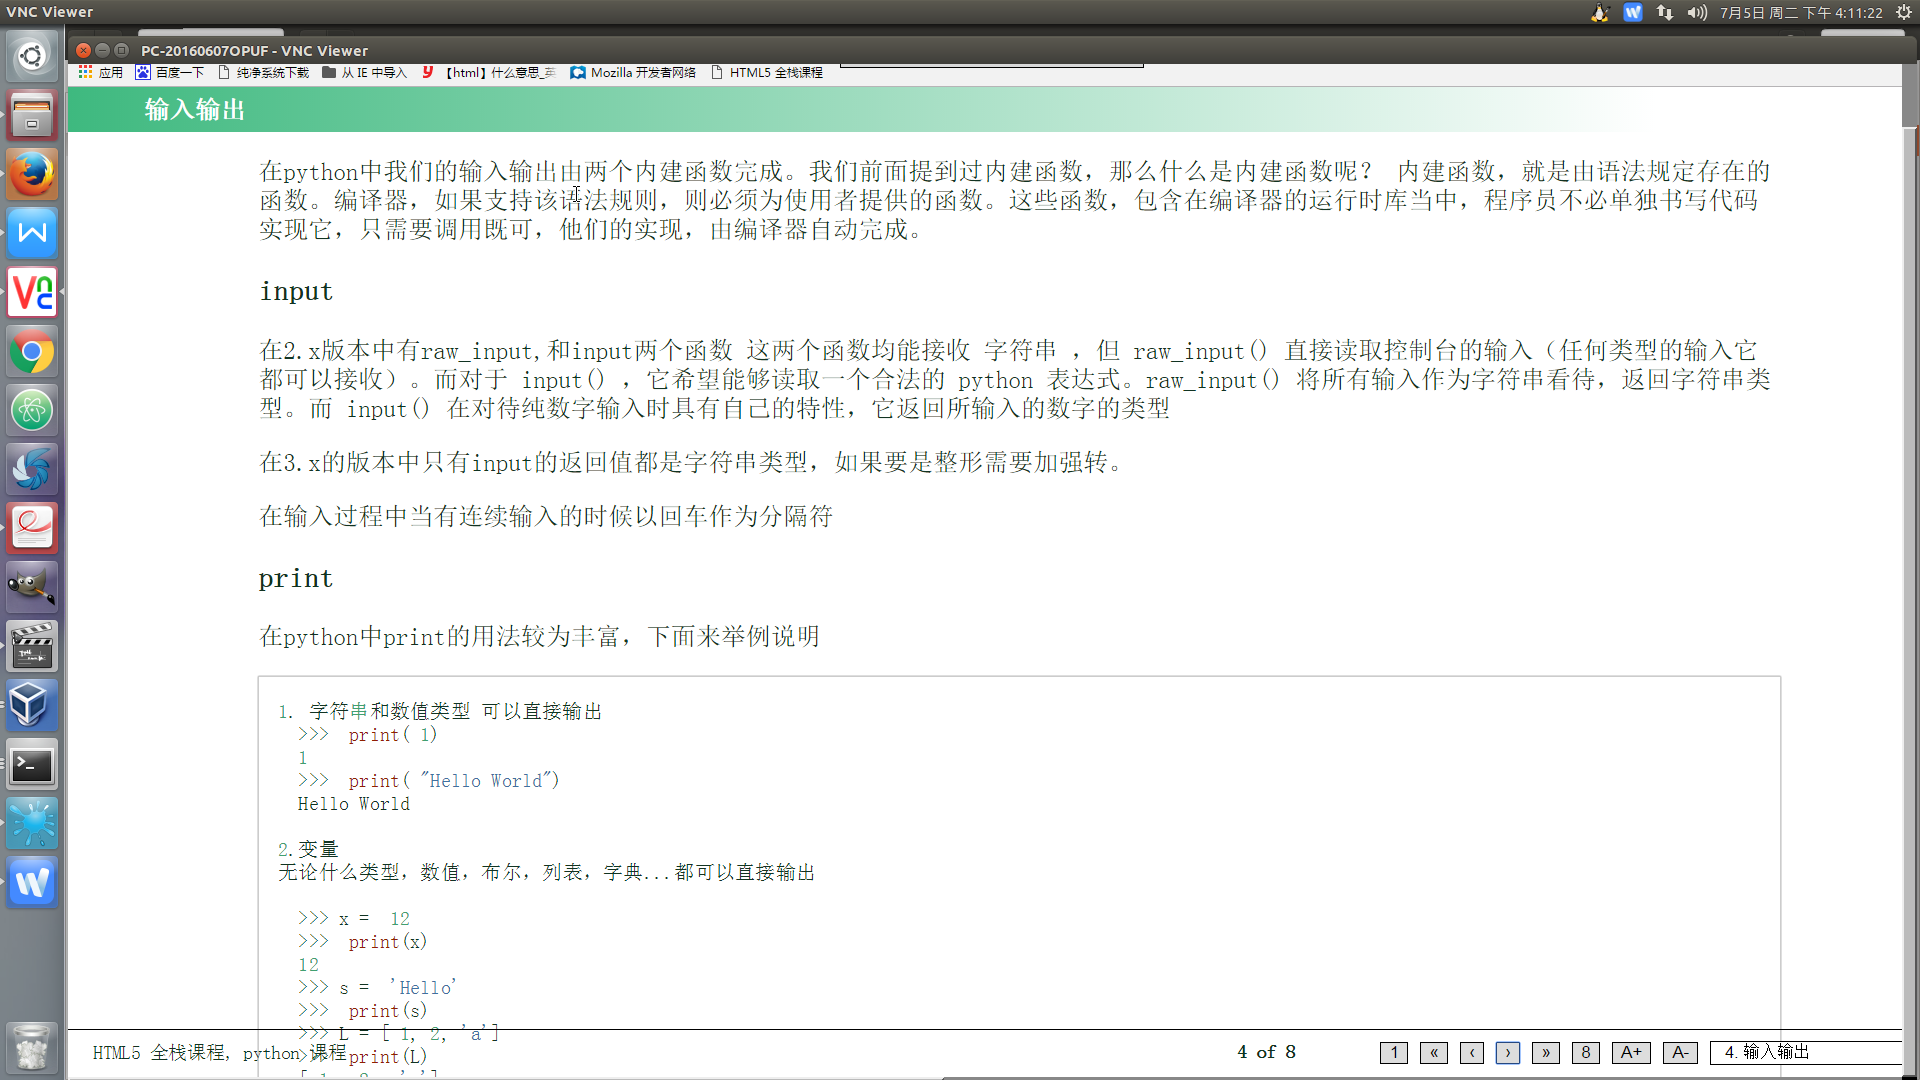 VNC Viewer
7月5日 周二 下午 4:11:22
PC-20160607OPUF - VNC Viewer
应用 百度一下 纯净系统下载 从 IE 中导入 【html】什么意思_英 Mozilla 开发者网络 HTML5 全栈课程
输入输出
在python中我们的输入输出由两个内建函数完成。我们前面提到过内建函数，那么什么是内建函数呢？ 内建函数，就是由语法规定存在的
函数。编译器，如果支持该语法规则，则必须为使用者提供的函数。这些函数，包含在编译器的运行时库当中，程序员不必单独书写代码
实现它，只需要调用既可，他们的实现，由编译器自动完成。
input
在2.x版本中有raw_input,和input两个函数 这两个函数均能接收 字符串 ，但 raw_input() 直接读取控制台的输入（任何类型的输入它
都可以接收）。而对于 input() ，它希望能够读取一个合法的 python 表达式。raw_input() 将所有输入作为字符串看待，返回字符串类
型。而 input() 在对待纯数字输入时具有自己的特性，它返回所输入的数字的类型
在3.x的版本中只有input的返回值都是字符串类型，如果要是整形需要加强转。
在输入过程中当有连续输入的时候以回车作为分隔符
print
在python中print的用法较为丰富，下面来举例说明
1. 字符串和数值类型 可以直接输出
>>> print( 1)
1
>>> print( "Hello World")
Hello World
2.变量
无论什么类型，数值，布尔，列表，字典...都可以直接输出
>>> x = 12
>>> print(x)
12
>>> s = 'Hello'
>>> print(s)
>>> L = [ 1, 2, 'a']
>>> print(L)
HTML5 全栈课程, python 课程
4 of 8
1 « ‹ › » 8 A+ A- 4. 输入输出